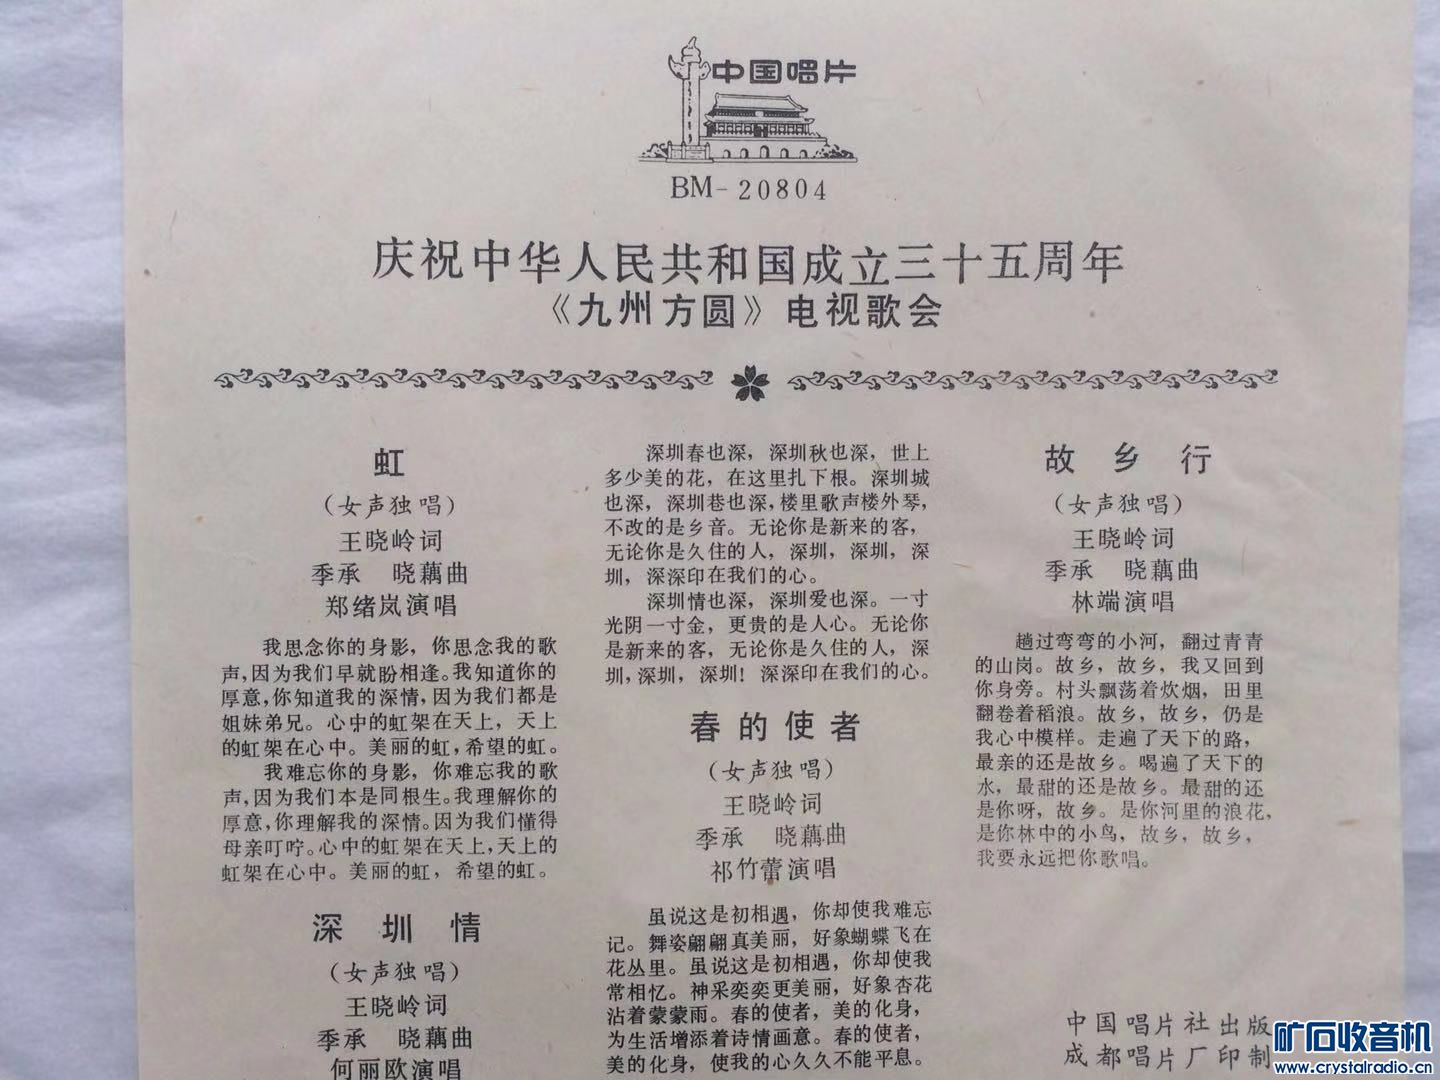 中国唱片
BM-20804
庆祝中华人民共和国成立三十五周年
《九州方圆》电视歌会
虹
（女声独唱）
王晓岭词
季承 晓藕曲
郑绪岚演唱
我思念你的身影，你思念我的歌
声，因为我们早就盼相逢。我知道你的
厚意，你知道我的深情，因为我们都是
姐妹弟兄。心中的虹架在天上，天上
的虹架在心中。美丽的虹，希望的虹。
我难忘你的身影，你难忘我的歌
声，因为我们本是同根生。我理解你的
厚意，你理解我的深情。因为我们懂得
母亲叮咛。心中的虹架在天上，天上的
虹架在心中。美丽的虹，希望的虹。
深圳情
（女声独唱）
王晓岭词
季承 晓藕曲
何丽欧演唱
深圳春也深，深圳秋也深，世上
多少美的花，在这里扎下根。深圳城
也深，深圳巷也深，楼里歌声楼外琴，
不改的是乡音。无论你是新来的客，
无论你是久住的人，深圳，深圳，深
圳，深深印在我们的心。
深圳情也深，深圳爱也深。一寸
光阴一寸金，更贵的是人心。无论你
是新来的客，无论你是久住的人，深
圳，深圳，深圳！深深印在我们的心。
春的使者
（女声独唱）
王晓岭词
季承 晓藕曲
祁竹蕾演唱
虽说这是初相遇，你却使我难忘
记。舞姿翩翩真美丽，好象蝴蝶飞在
花丛里。虽说这是初相遇，你却使我
常相忆。神采奕奕更美丽，好象杏花
沾着蒙蒙雨。春的使者，美的化身，
为生活增添着诗情画意。春的使者，
美的化身，使我的心久久不能平息。
故乡行
（女声独唱）
王晓岭词
季承 晓藕曲
林端演唱
趟过弯弯的小河，翻过青青
的山岗。故乡，故乡，我又回到
你身旁。村头飘荡着炊烟，田里
翻卷着稻浪。故乡，故乡，仍是
我心中模样。走遍了天下的路，
最亲的还是故乡。喝遍了天下的
水，最甜的还是故乡。最甜的还
是你呀，故乡。是你河里的浪花，
是你林中的小鸟，故乡，故乡，
我要永远把你歌唱。
中国唱片社出版
成都唱片厂印制
矿石收音机
www.crystalradio.cn